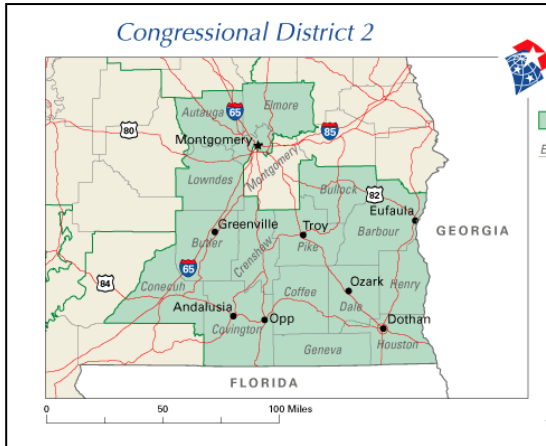 Congressional District 2
Autauga
65
Elmore
80
85
Montgomery
Montgomery
Lowndes
Bullock
82
Eufaula
Greenville
Troy
Barbour
GEORGIA
Butler
Crenshaw
Pike
65
Conecuh
84
Coffee
Ozark
Henry
Dale
Andalusia
Opp
Dothan
Covington
Houston
Geneva
FLORIDA
0 50 100 Miles